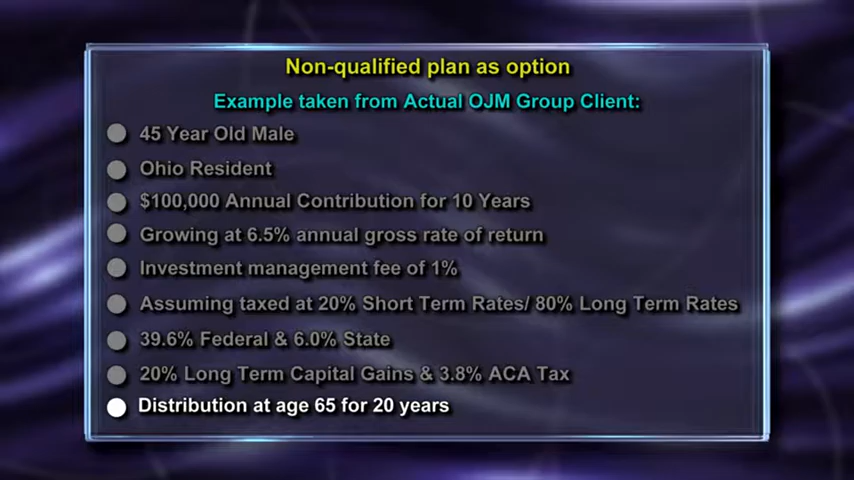 Non-qualified plan as option
Example taken from Actual OJM Group Client:
45 Year Old Male
Ohio Resident
$100,000 Annual Contribution for 10 Years
Growing at 6.5% annual gross rate of return
Investment management fee of 1%
Assuming taxed at 20% Short Term Rates/ 80% Long Term Rates
39.6% Federal & 6.0% State
20% Long Term Capital Gains & 3.8% ACA Tax
Distribution at age 65 for 20 years